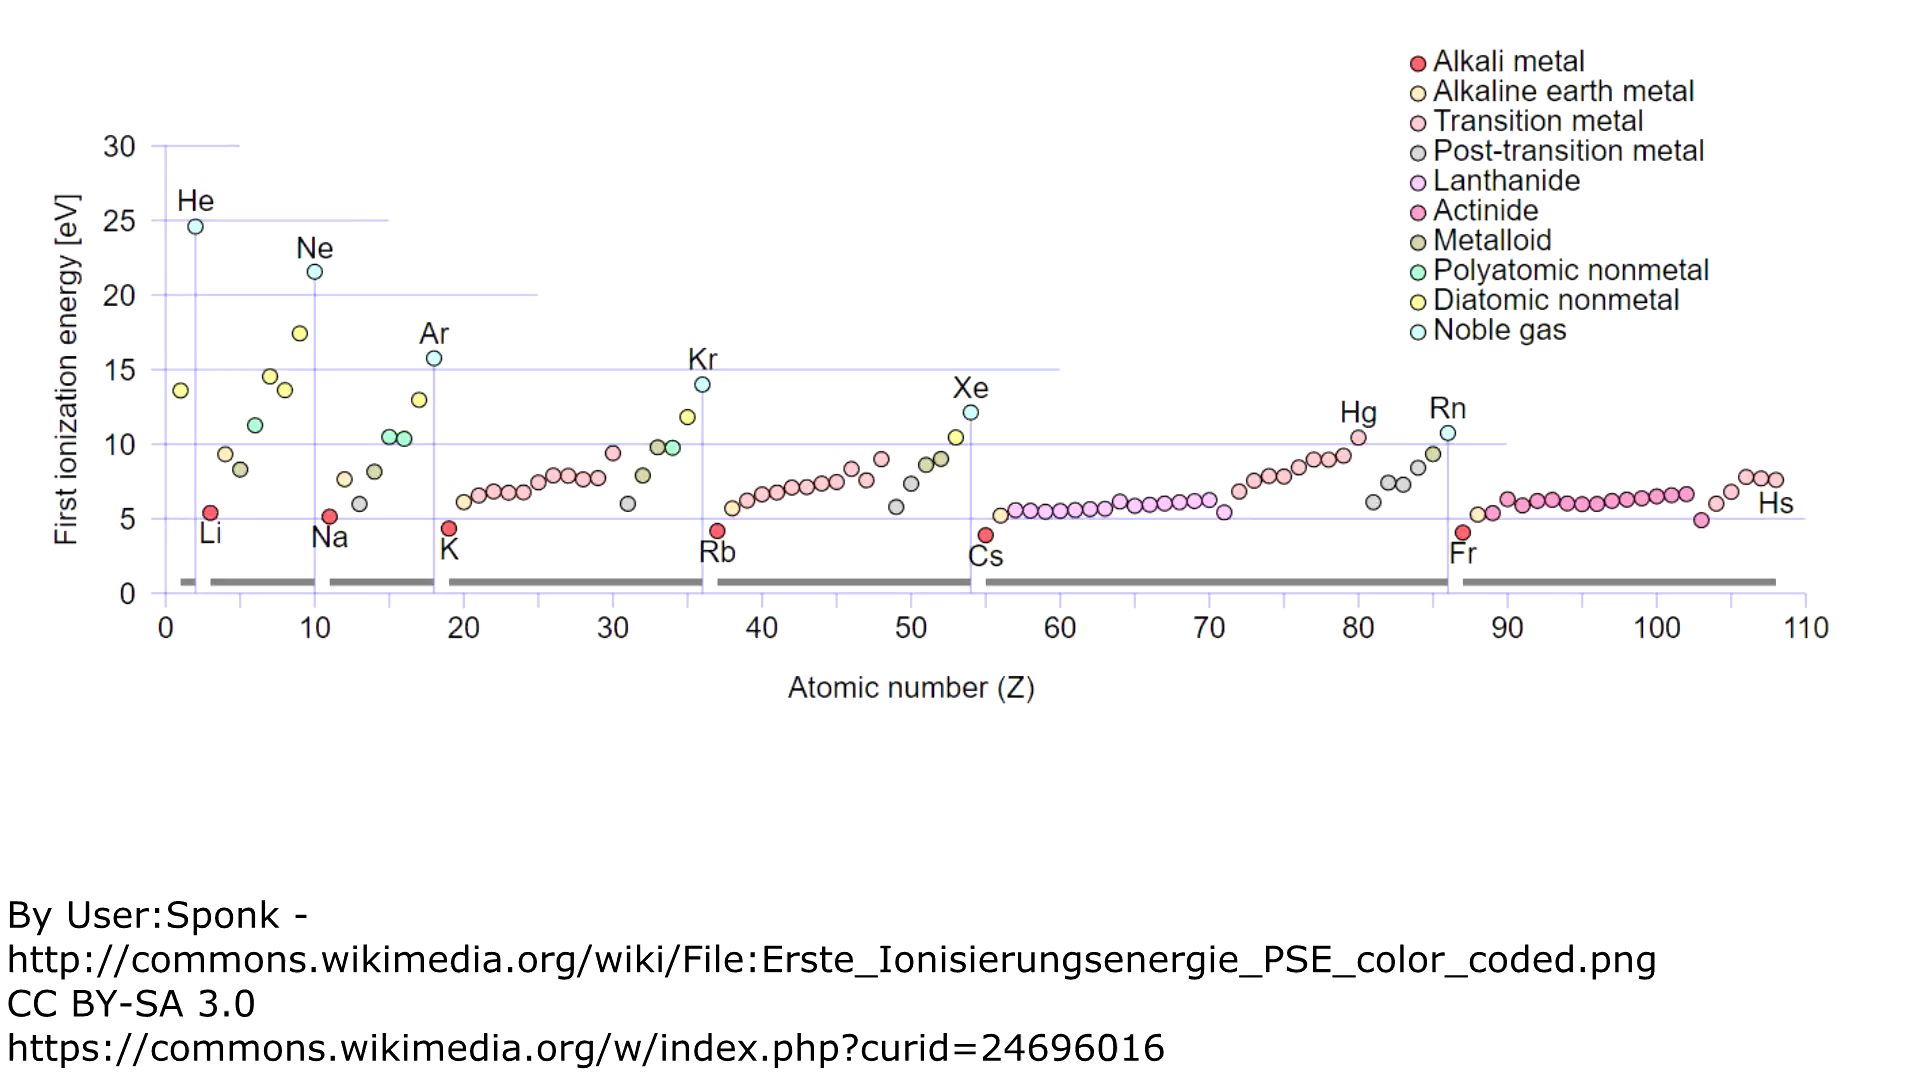 Alkali metal
Alkaline earth metal
Transition metal
Post-transition metal
Lanthanide
Actinide
Metalloid
Polyatomic nonmetal
Diatomic nonmetal
Noble gas
First ionization energy [eV]
30
25
20
15
10
5
0
He
Ne
Ar
Kr
Xe
Hg
Rn
Li
Na
K
Rb
Cs
Fr
Hs
0 10 20 30 40 50 60 70 80 90 100 110
Atomic number (Z)
By User:Sponk -
http://commons.wikimedia.org/wiki/File:Erste_Ionisierungsenergie_PSE_color_coded.png
CC BY-SA 3.0
https://commons.wikimedia.org/w/index.php?curid=24696016